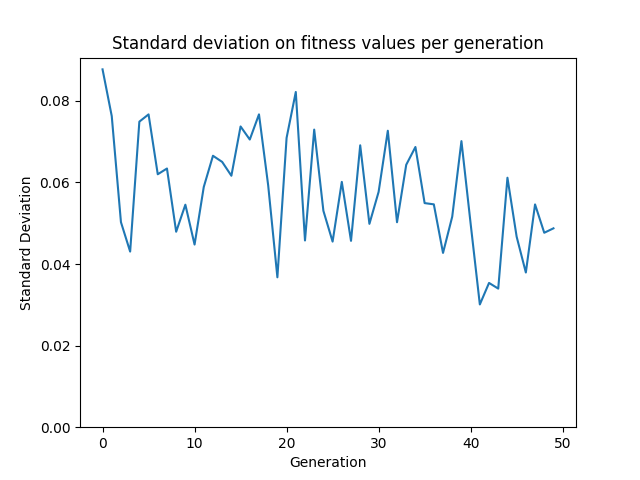 Standard deviation on fitness values per generation
0.08
0.06
0.04
0.02
0.00
Standard Deviation
0 10 20 30 40 50
Generation